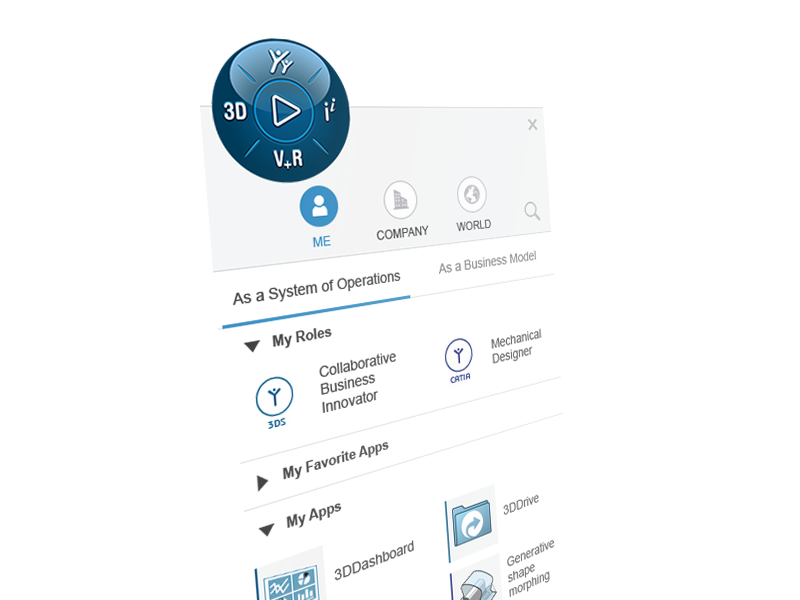 3D
V+R
i i
ME
COMPANY
WORLD
As a System of Operations
As a Business Model
My Roles
Collaborative
Business
Innovator
3DS
Mechanical
Designer
CATIA
My Favorite Apps
My Apps
3DDashboard
3DDrive
Generative
shape
morphing